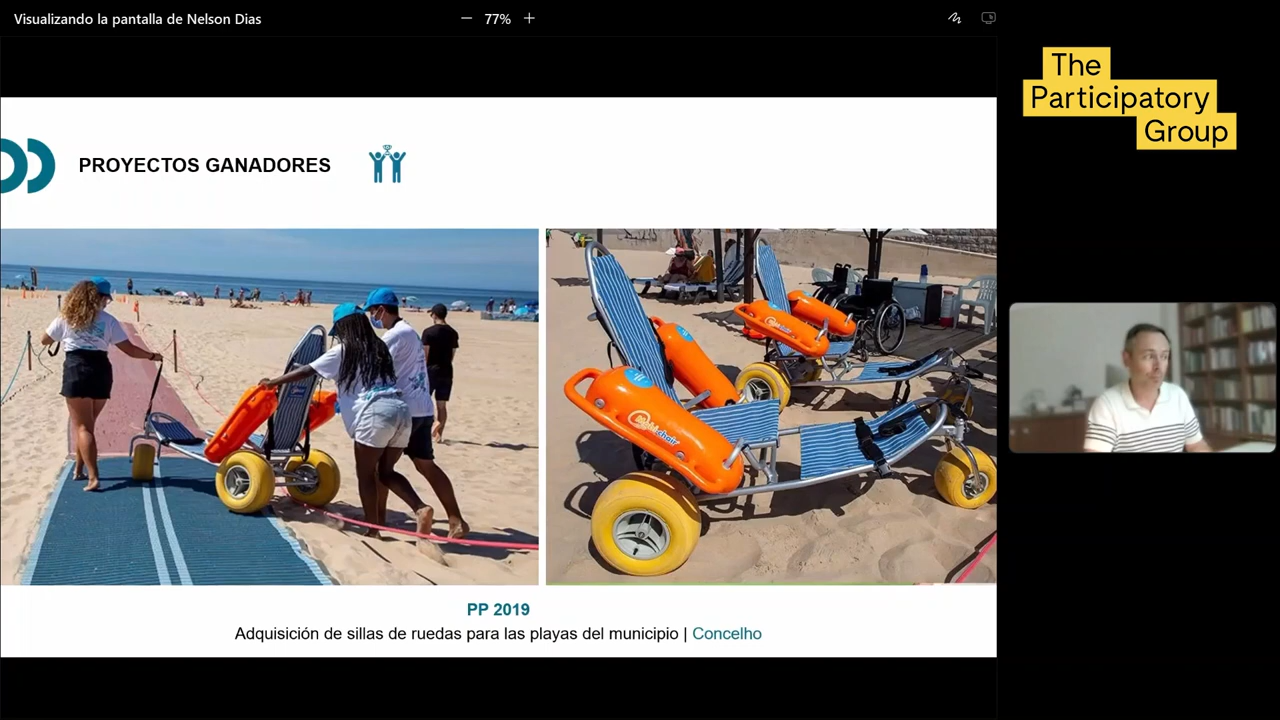 Visualizando la pantalla de Nelson Dias
77%
The
Participatory
Group
PROYECTOS GANADORES
PP 2019
Adquisición de sillas de ruedas para las playas del municipio | Concelho